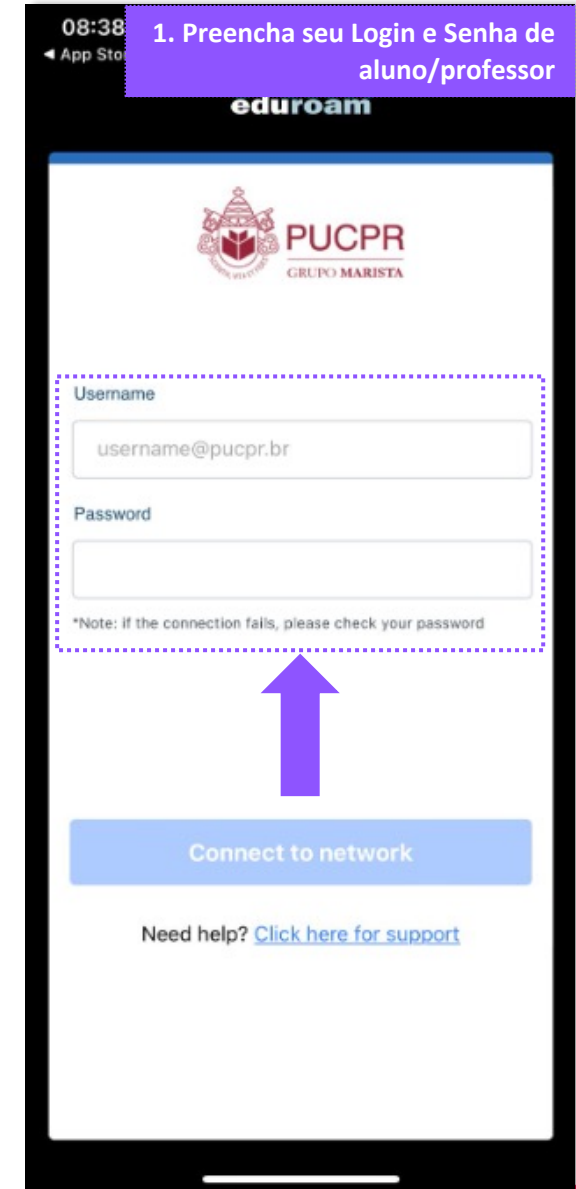 08:38
1. Preencha seu Login e Senha de
aluno/professor
◄ App Sto
eduroam
PUCPR
GRUPO MARISTA
Username
username@pucpr.br
Password
*Note: if the connection fails, please check your password
Connect to network
Need help? Click here for support